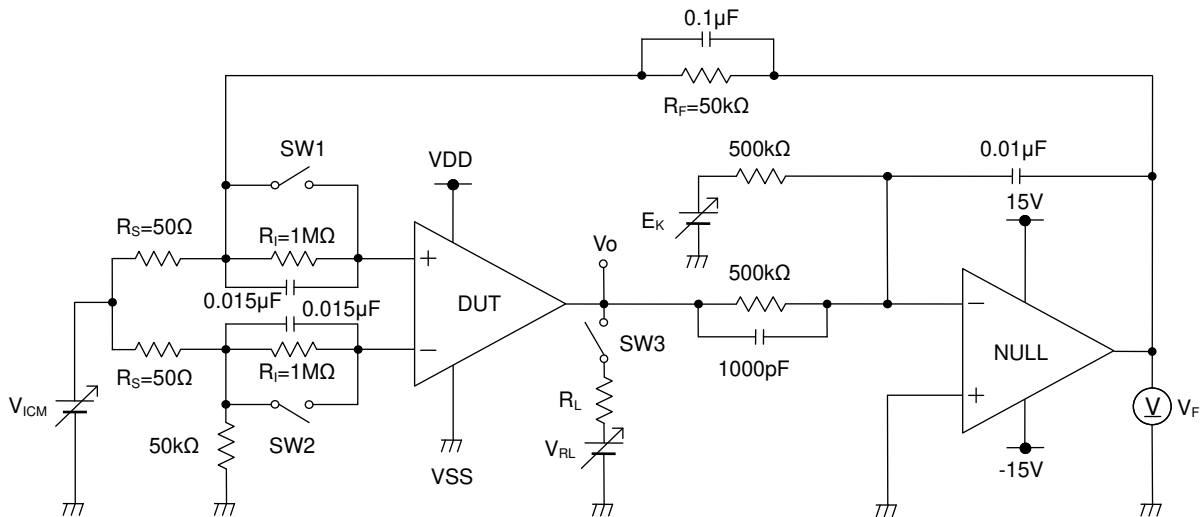 0.1µF
RF=50kΩ
SW1
VDD
500kΩ
0.01µF
EK
15V
RS=50Ω
RI=1MΩ
Vo
0.015µF
0.015µF
DUT
500kΩ
SW3
NULL
RS=50Ω
RI=1MΩ
1000pF
VICM
RL
V
VF
50kΩ
SW2
VRL
VSS
-15V